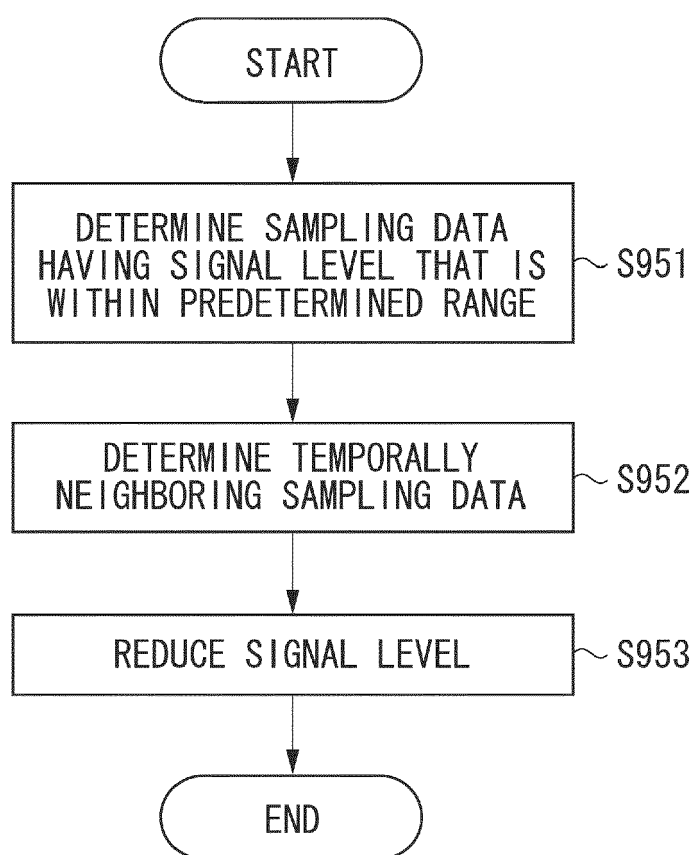 START
DETERMINE SAMPLING DATA
HAVING SIGNAL LEVEL THAT IS
WITHIN PREDETERMINED RANGE
S951
DETERMINE TEMPORALLY
NEIGHBORING SAMPLING DATA
S952
REDUCE SIGNAL LEVEL
S953
END